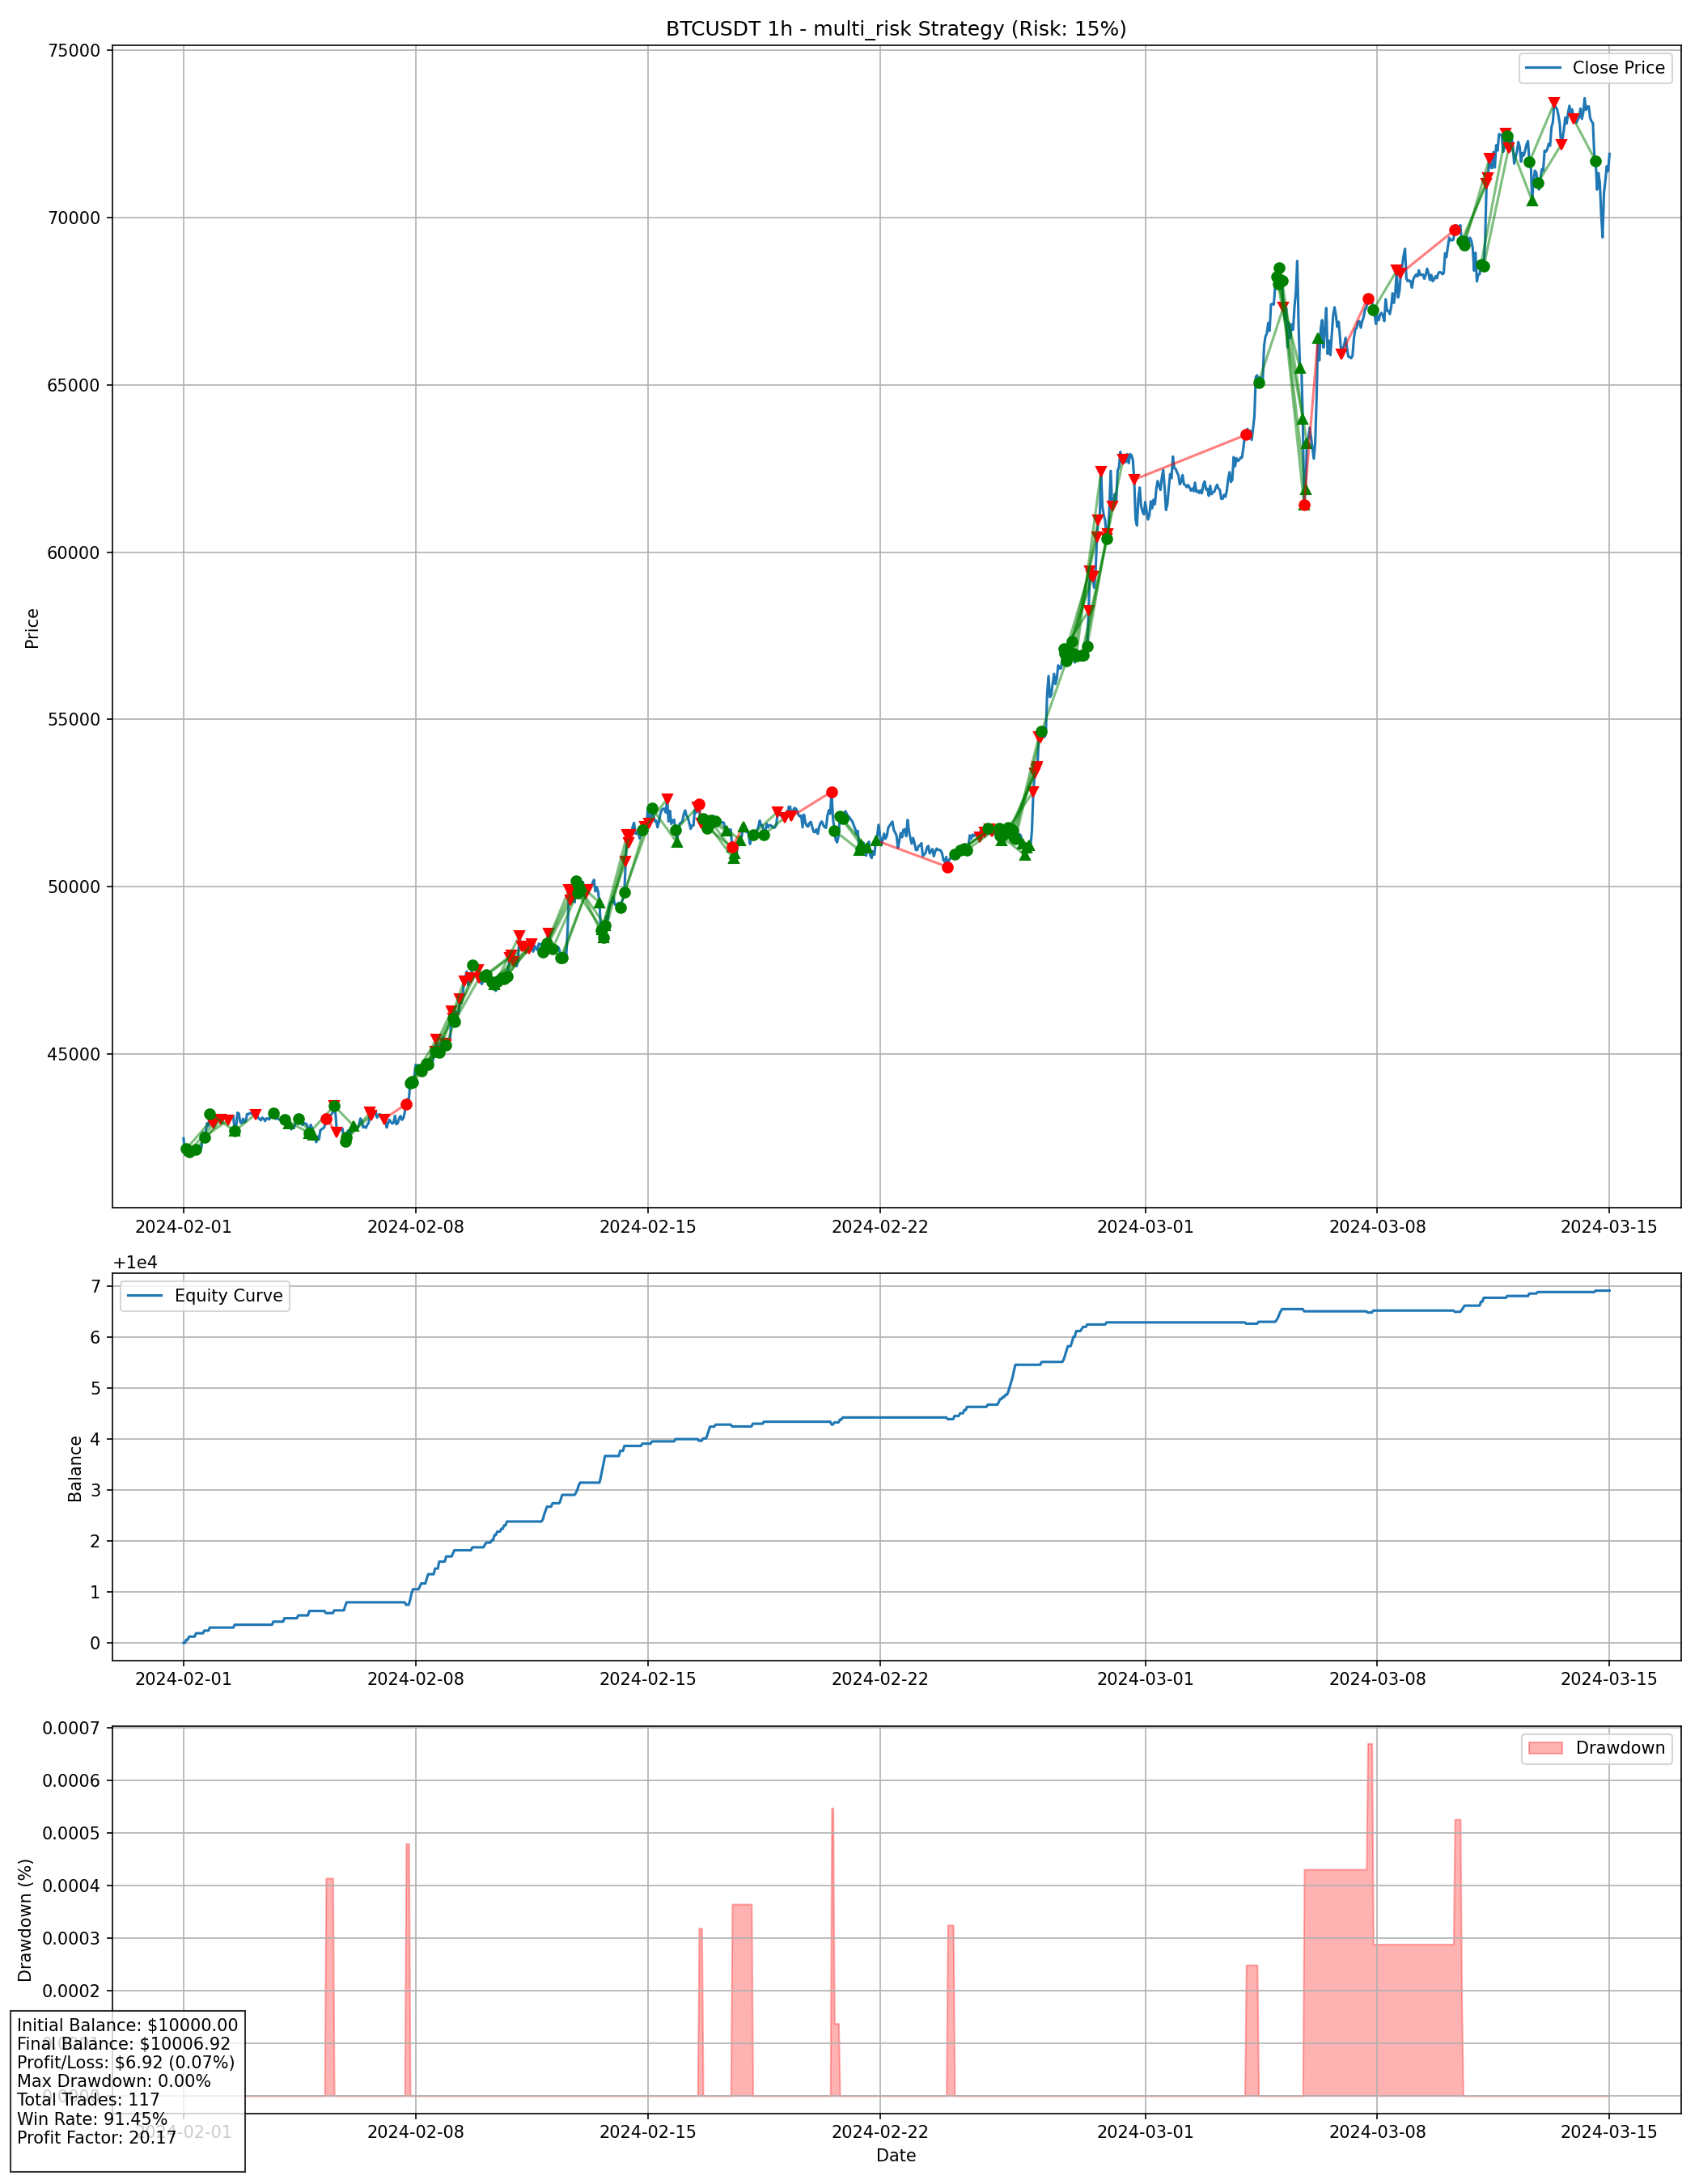 BTCUSDT 1h - multi_risk Strategy (Risk: 15%)
Close Price
75000
70000
65000
60000
55000
50000
45000
Price
2024-02-01 2024-02-08 2024-02-15 2024-02-22 2024-03-01 2024-03-08 2024-03-15
+1e4
Equity Curve
7
6
5
4
3
2
1
0
Balance
2024-02-01 2024-02-08 2024-02-15 2024-02-22 2024-03-01 2024-03-08 2024-03-15
Drawdown
0.0007
0.0006
0.0005
0.0004
0.0003
0.0002
Drawdown (%)
Initial Balance: $10000.00
Final Balance: $10006.92
Profit/Loss: $6.92 (0.07%)
Max Drawdown: 0.00%
Total Trades: 117
Win Rate: 91.45%
Profit Factor: 20.17
2024-02-08 2024-02-15 2024-02-22 2024-03-01 2024-03-08 2024-03-15
Date